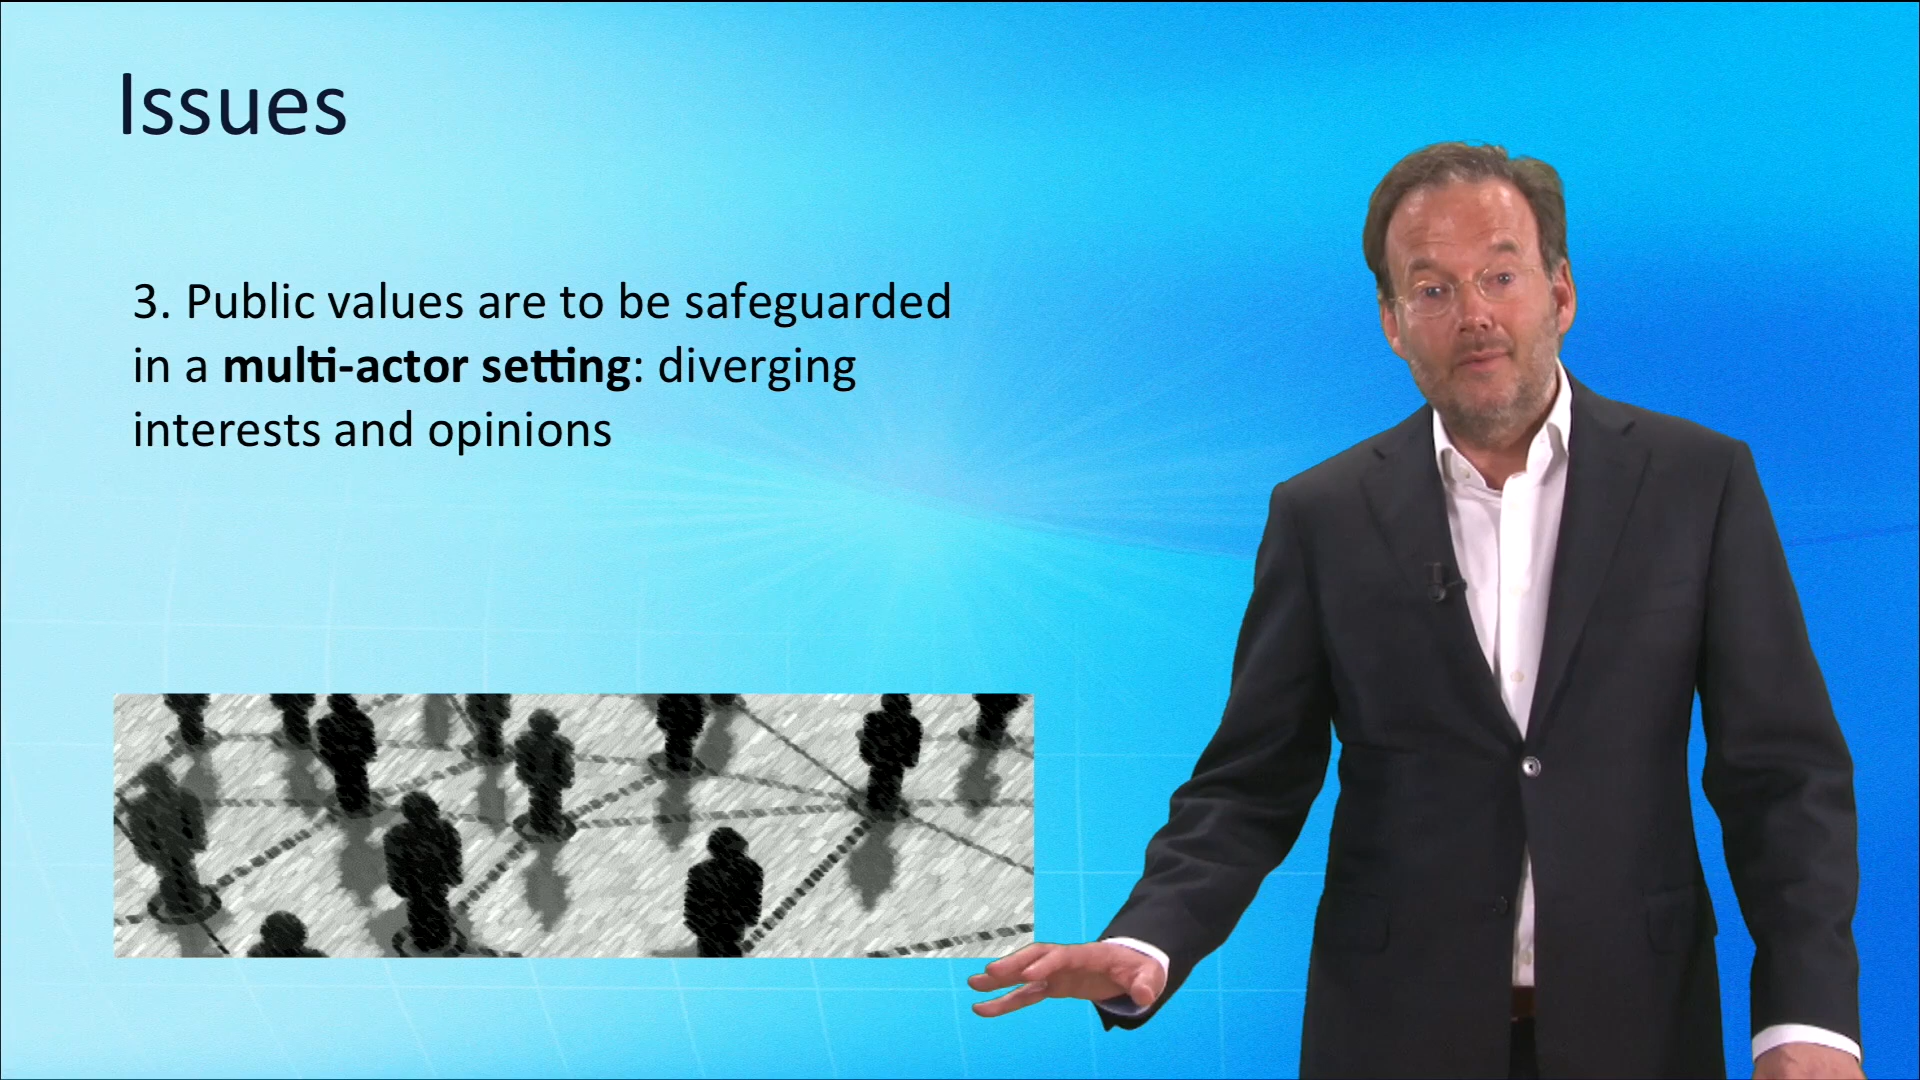 Issues
3. Public values are to be safeguarded
in a multi-actor setting: diverging
interests and opinions